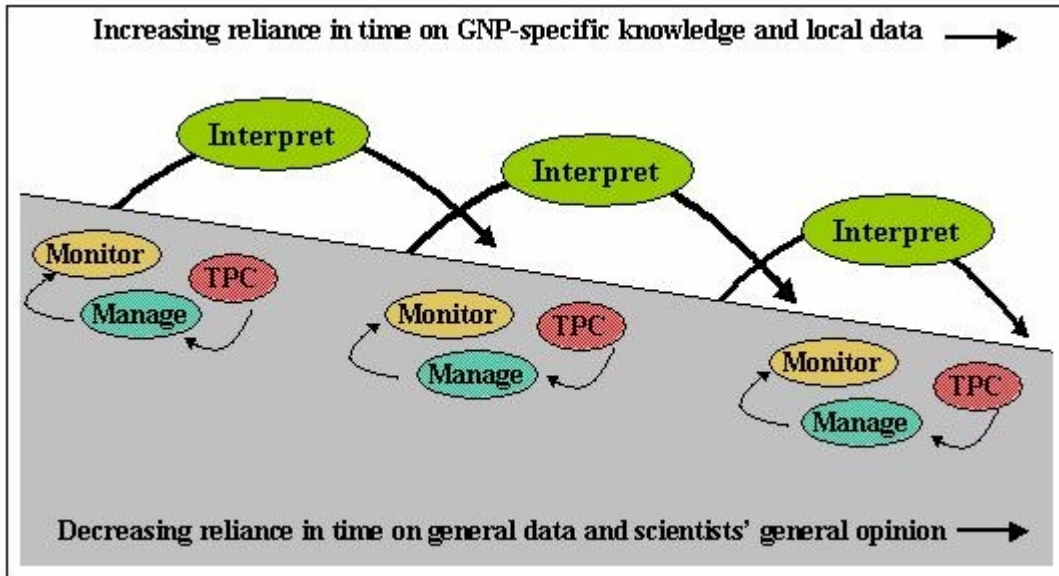 Increasing reliance in time on GNP-specific knowledge and local data
Interpret
Interpret
Interpret
Monitor
TPC
Manage
Monitor
TPC
Manage
Monitor
TPC
Manage
Decreasing reliance in time on general data and scientists’ general opinion